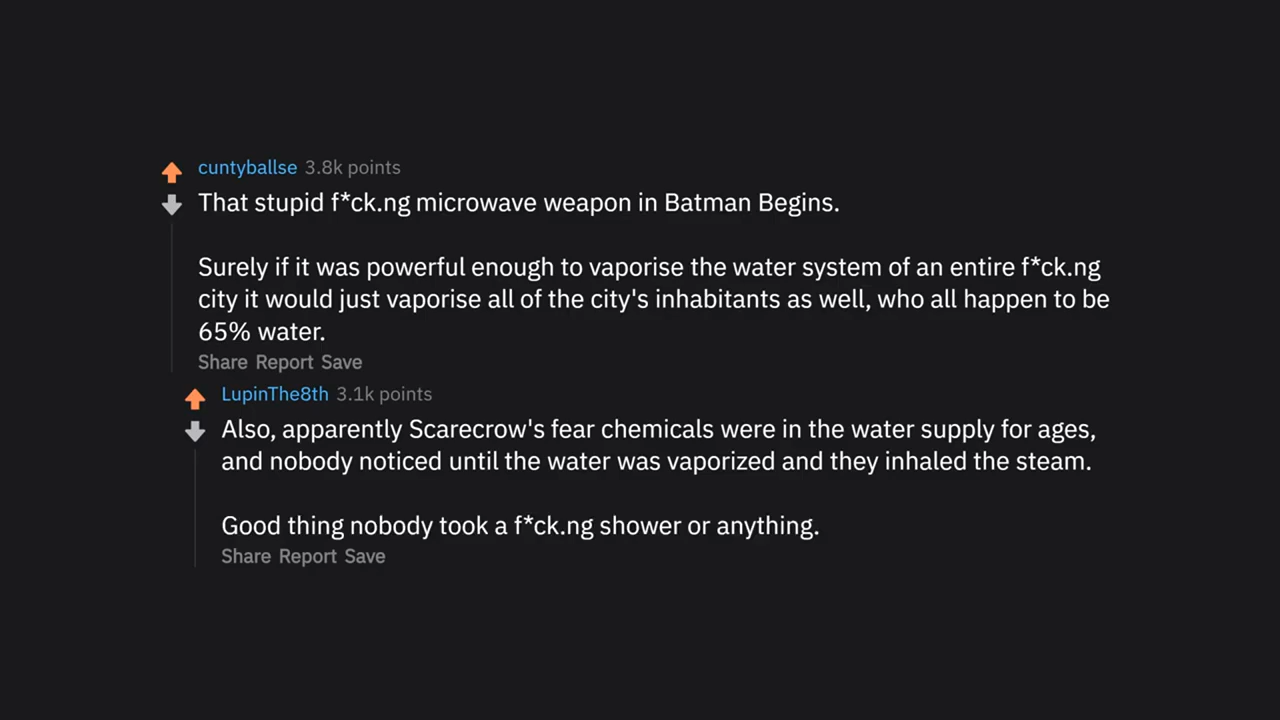 cuntyballse 3.8k points
That stupid f*ck.ng microwave weapon in Batman Begins.
Surely if it was powerful enough to vaporise the water system of an entire f*ck.ng
city it would just vaporise all of the city's inhabitants as well, who all happen to be
65% water.
Share Report Save
LupinThe8th 3.1k points
Also, apparently Scarecrow's fear chemicals were in the water supply for ages,
and nobody noticed until the water was vaporized and they inhaled the steam.
Good thing nobody took a f*ck.ng shower or anything.
Share Report Save